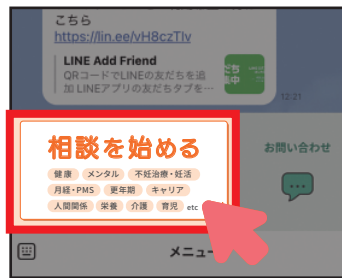 こちら
https://lin.ee/vH8czTIv
LINE Add Friend
QRコードでLINEの友だちを追
加 LINEアプリの友だちタブを…
12:21
相談を始める
健康 メンタル 不妊治療・妊活
月経・PMS 更年期 キャリア
人間関係 栄養 介護 育児 etc
お問い合わせ
メニュー